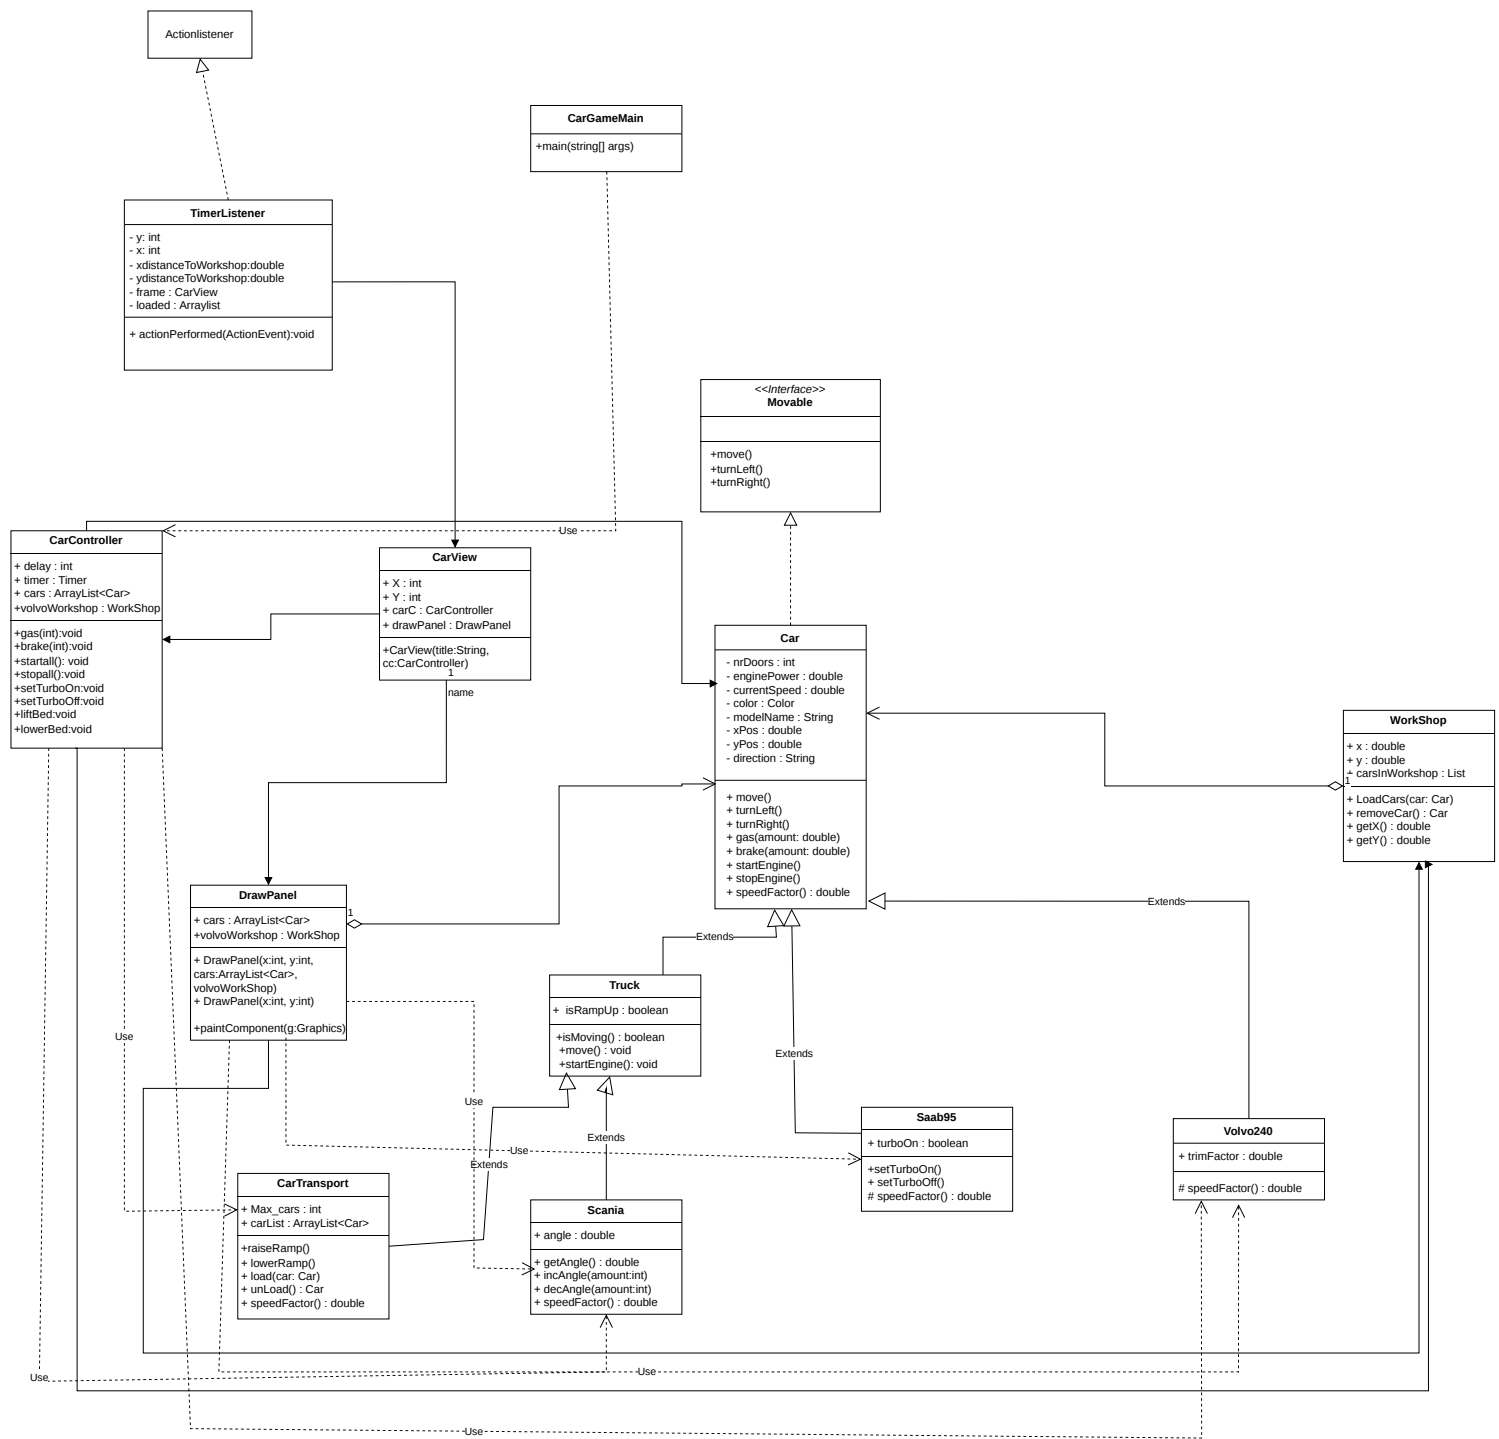 Actionlistener
CarGameMain
+main(string[] args)
TimerListener
- y: int
- x: int
- xdistanceToWorkshop:double
- ydistanceToWorkshop:double
- frame : CarView
- loaded : Arraylist
+ actionPerformed(ActionEvent):void
<<Interface>>
Movable
+move()
+turnLeft()
+turnRight()
Use
CarController
+ delay : int
+ timer : Timer
+ cars : ArrayList<Car>
+volvoWorkshop : WorkShop
+gas(int):void
+brake(int):void
+startall(): void
+stopall():void
+setTurboOn:void
+setTurboOff:void
+liftBed:void
+lowerBed:void
CarView
+ X : int
+ Y : int
+ carC : CarController
+ drawPanel : DrawPanel
+CarView(title:String,
cc:CarController)
1
name
Car
- nrDoors : int
- enginePower : double
- currentSpeed : double
- color : Color
- modelName : String
- xPos : double
- yPos : double
- direction : String
+ move()
+ turnLeft()
+ turnRight()
+ gas(amount: double)
+ brake(amount: double)
+ startEngine()
+ stopEngine()
+ speedFactor() : double
WorkShop
+ x : double
+ y : double
+ carsInWorkshop : List
1
+ LoadCars(car: Car)
+ removeCar() : Car
+ getX() : double
+ getY() : double
DrawPanel
+ cars : ArrayList<Car>
+volvoWorkshop : WorkShop
+ DrawPanel(x:int, y:int,
cars:ArrayList<Car>,
volvoWorkShop)
+ DrawPanel(x:int, y:int)
+paintComponent(g:Graphics)
1
Extends
Extends
Truck
+ isRampUp : boolean
+isMoving() : boolean
+move() : void
+startEngine(): void
Use
Extends
Use
Extends
Use
Extends
Saab95
+ turboOn : boolean
+setTurboOn()
+ setTurboOff()
# speedFactor() : double
Volvo240
+ trimFactor : double
# speedFactor() : double
CarTransport
+ Max_cars : int
+ carList : ArrayList<Car>
+raiseRamp()
+ lowerRamp()
+ load(car: Car)
+ unLoad() : Car
+ speedFactor() : double
Scania
+ angle : double
+ getAngle() : double
+ incAngle(amount:int)
+ decAngle(amount:int)
+ speedFactor() : double
Use
Use
Use